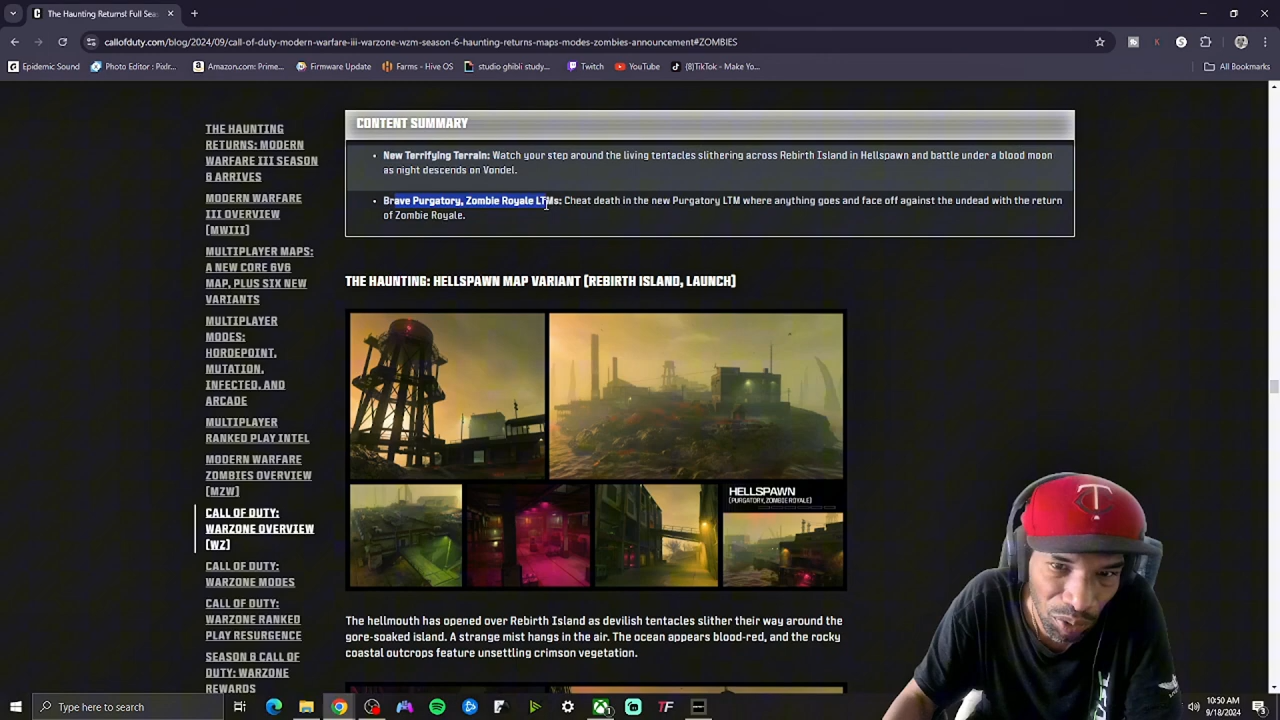 The Haunting Returns! Full Sea
callofduty.com/blog/2024/09/call-of-duty-modern-warfare-iii-warzone-wzm-season-6-haunting-returns-maps-modes-zombies-announcement#ZOMBIES
Epidemic Sound
Photo Editor : Pixlr...
Amazon.com: Prime...
Firmware Update
Farms - Hive OS
studio ghibli study...
Twitch
YouTube
(8)TikTok - Make Yo...
All Bookmarks
THE HAUNTING
RETURNS: MODERN
WARFARE III SEASON
6 ARRIVES
MODERN WARFARE
III OVERVIEW
[MWIII]
MULTIPLAYER MAPS:
A NEW CORE 6V6
MAP, PLUS SIX NEW
VARIANTS
MULTIPLAYER
MODES:
HORDEPOINT,
MUTATION,
INFECTED, AND
ARCADE
MULTIPLAYER
RANKED PLAY INTEL
MODERN WARFARE
ZOMBIES OVERVIEW
[MZW]
CALL OF DUTY:
WARZONE OVERVIEW
[WZ]
CALL OF DUTY:
WARZONE MODES
CALL OF DUTY:
WARZONE RANKED
PLAY RESURGENCE
SEASON 6 CALL OF
DUTY: WARZONE
REWARDS
CONTENT SUMMARY
• New Terrifying Terrain: Watch your step around the living tentacles slithering across Rebirth Island in Hellspawn and battle under a blood moon
as night descends on Vondel.
• Brave Purgatory, Zombie Royale LTMs: Cheat death in the new Purgatory LTM where anything goes and face off against the undead with the return
of Zombie Royale.
THE HAUNTING: HELLSPAWN MAP VARIANT (REBIRTH ISLAND, LAUNCH)
HELLSPAWN
(PURGATORY, ZOMBIE ROYALE)
The hellmouth has opened over Rebirth Island as devilish tentacles slither their way around the
gore-soaked island. A strange mist hangs in the air. The ocean appears blood-red, and the rocky
coastal outcrops feature unsettling crimson vegetation.
Type here to search
TF
10:50 AM
9/18/2024